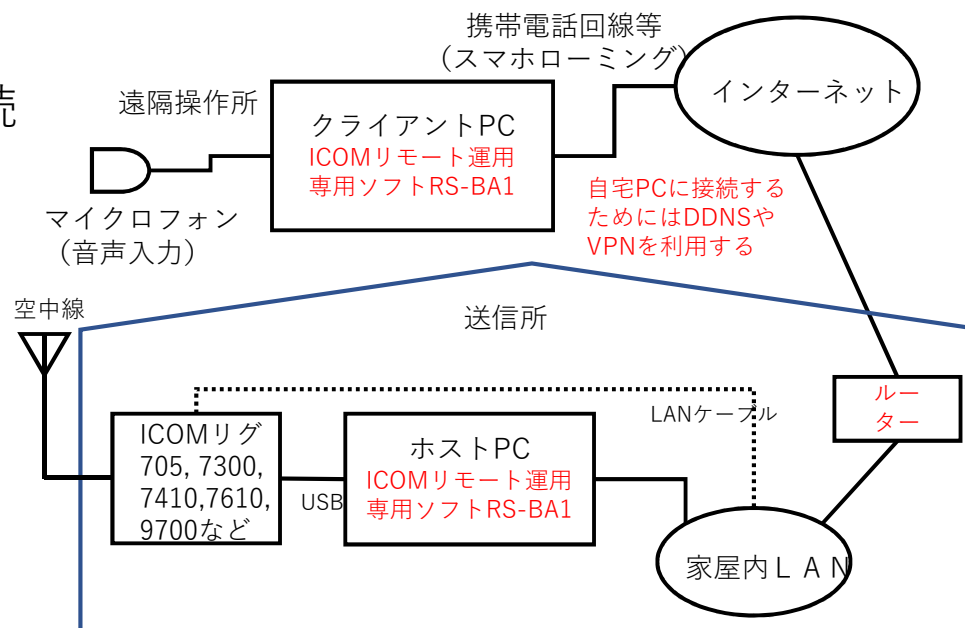 携帯電話回線等
（スマホローミング）
インターネット
続
遠隔操作所
クライアントPC
ICOMリモート運用
専用ソフトRS-BA1
マイクロフォン
（音声入力）
自宅PCに接続する
ためにはDDNSや
VPNを利用する
空中線
送信所
ルー
ター
LANケーブル
ICOMリグ
705, 7300,
7410,7610,
9700など
USB
ホストPC
ICOMリモート運用
専用ソフトRS-BA1
家屋内ＬＡＮ